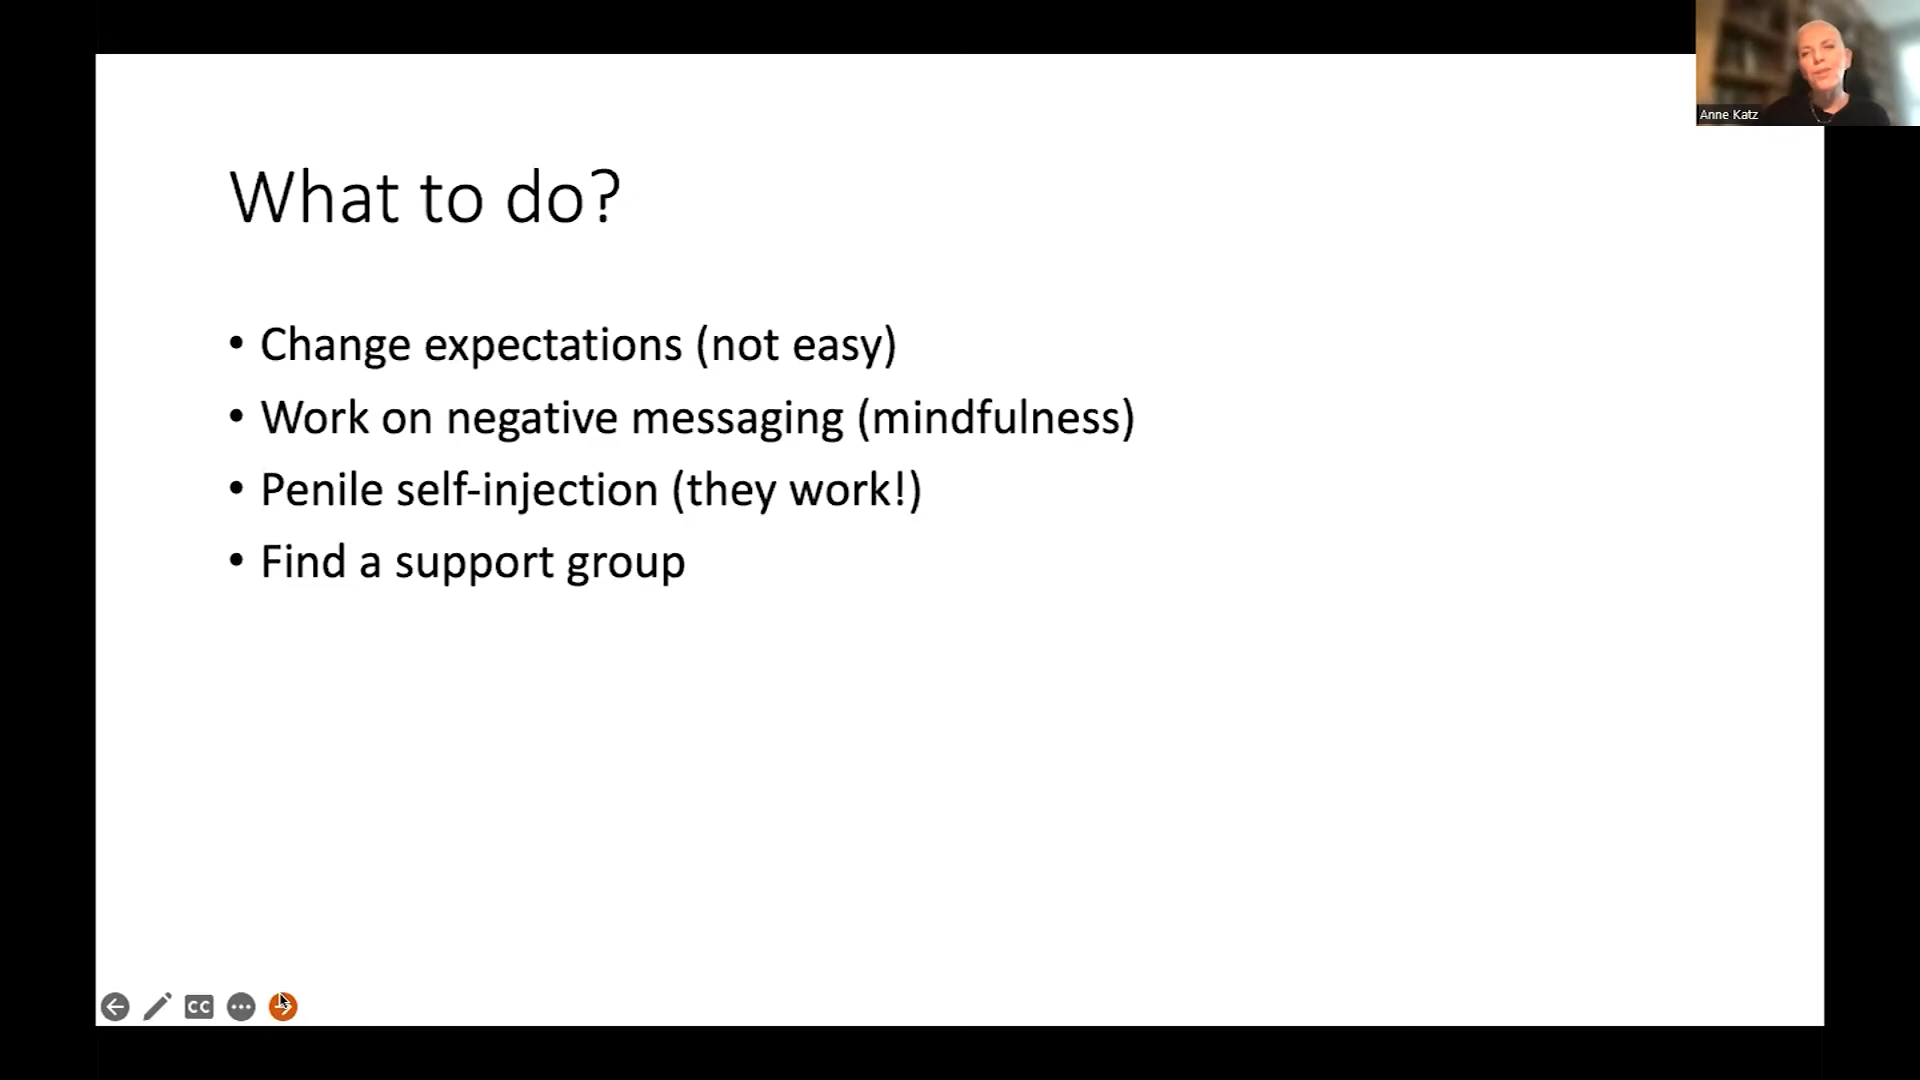 Anne Katz
What to do?
• Change expectations (not easy)
• Work on negative messaging (mindfulness)
• Penile self-injection (they work!)
• Find a support group
CC